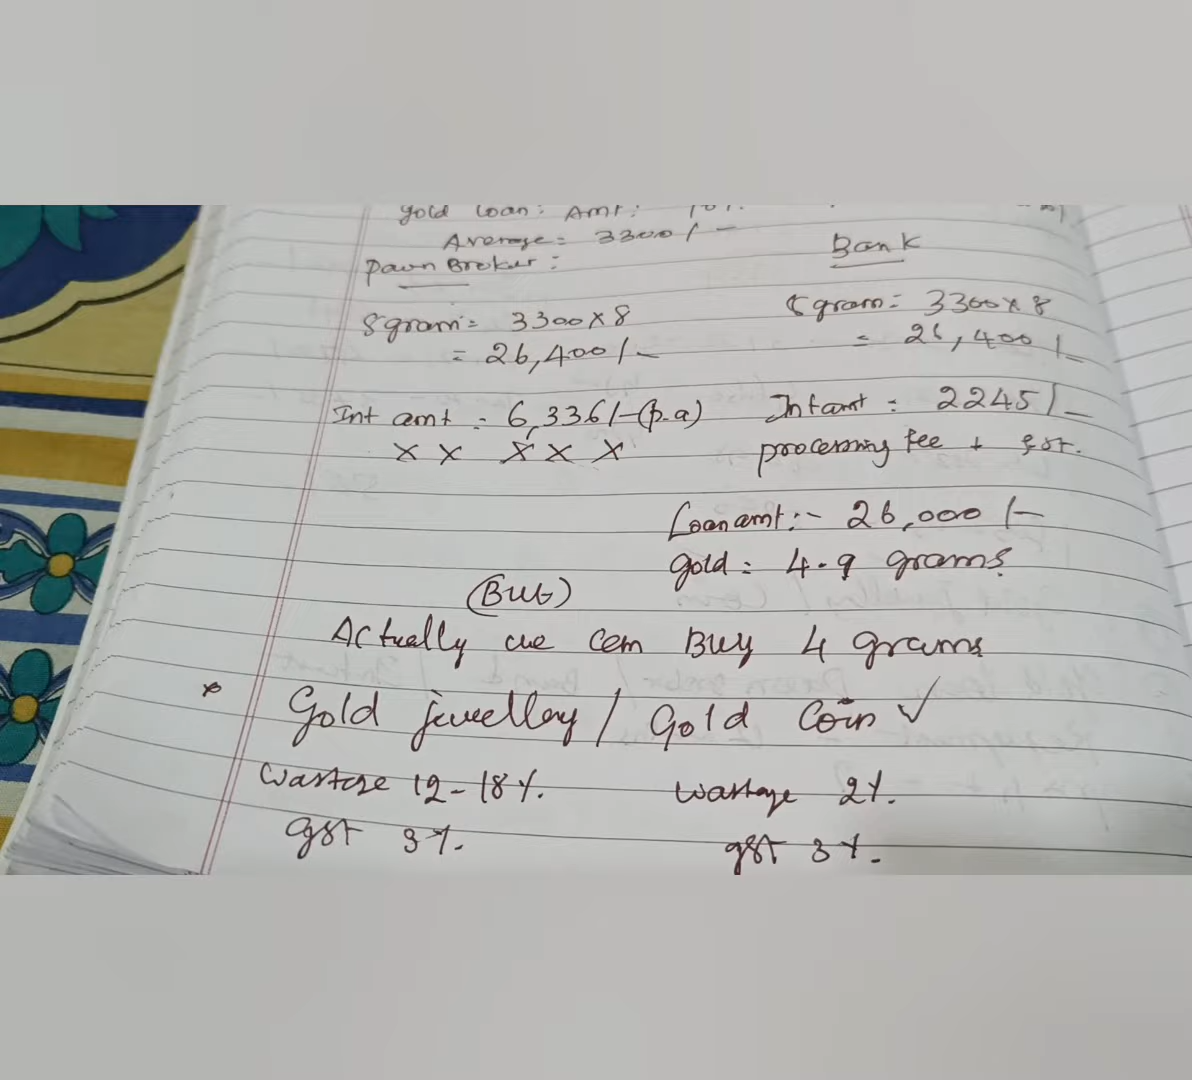 gold loan: Amt:
Average = 3300/-
Pawn Broker:
Bank
8 gram = 3300 x 8
= 26,400/-
8 gram = 3300 x 8
= 26,400/-
Int amt = 6,336/-(p.a)
x x x x x
Int amt : 2245/-
processing fee + gst.
Loan amt:- 26,000/-
gold = 4.9 grams
(But)
Actually we can Buy 4 grams
* Gold jewellery / Gold Coin ✓
wastage 12-18%.
wastage 2%.
gst 3%.
gst 3%.